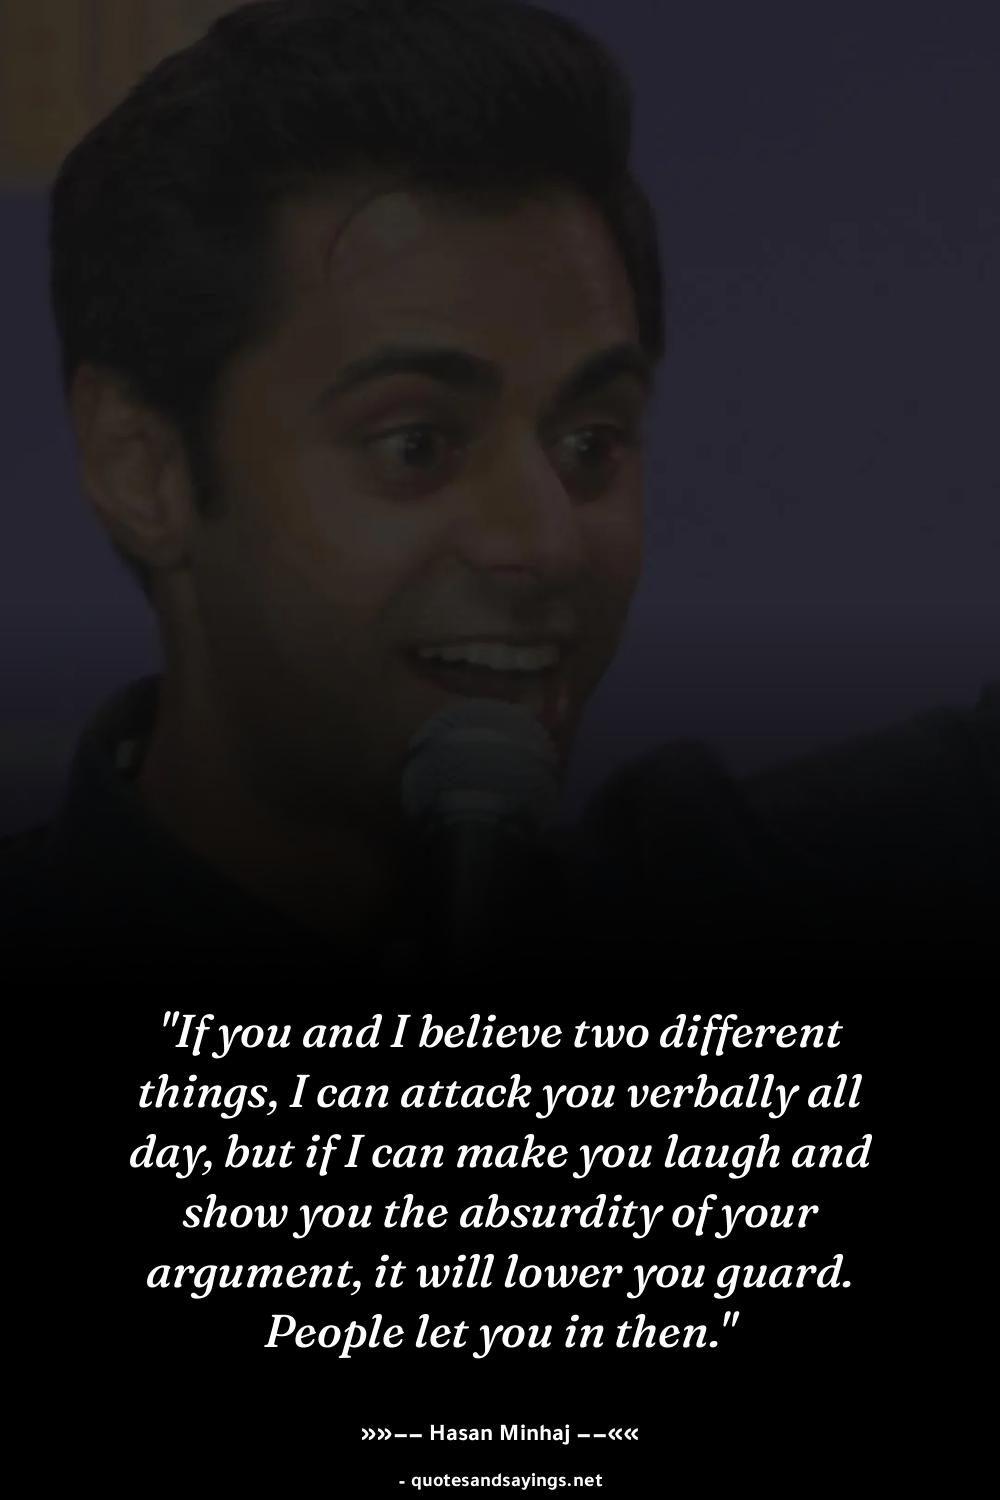 "If you and I believe two different
things, I can attack you verbally all
day, but if I can make you laugh and
show you the absurdity of your
argument, it will lower you guard.
People let you in then."
»»−− Hasan Minhaj −−««
- quotesandsayings.net